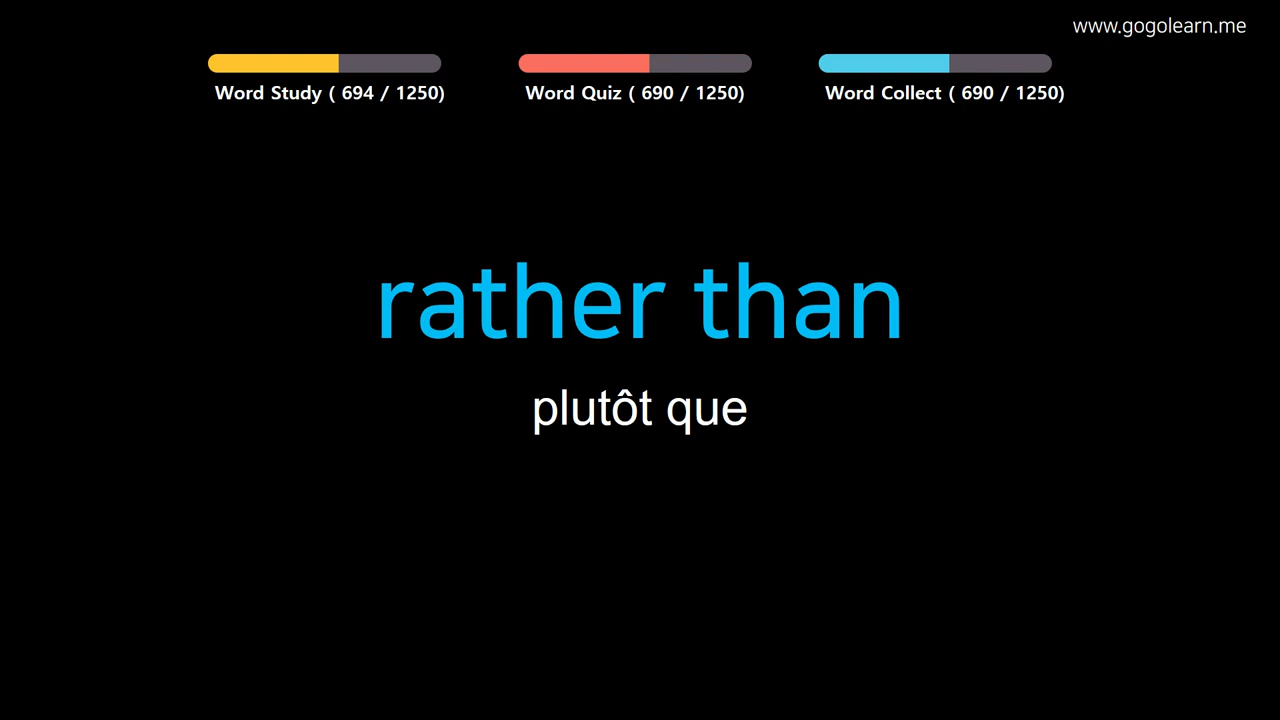 www.gogolearn.me
Word Study ( 694 / 1250)
Word Quiz ( 690 / 1250)
Word Collect ( 690 / 1250)
rather than
plutôt que